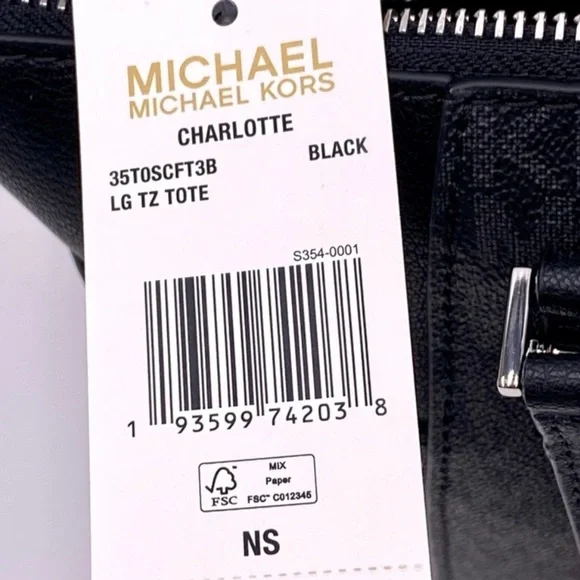 MICHAEL
MICHAEL KORS
CHARLOTTE
35T0SCFT3B BLACK
LG TZ TOTE
S354-0001
1 93599 74203 8
FSC
MIX
Paper
FSC™ C012345
NS